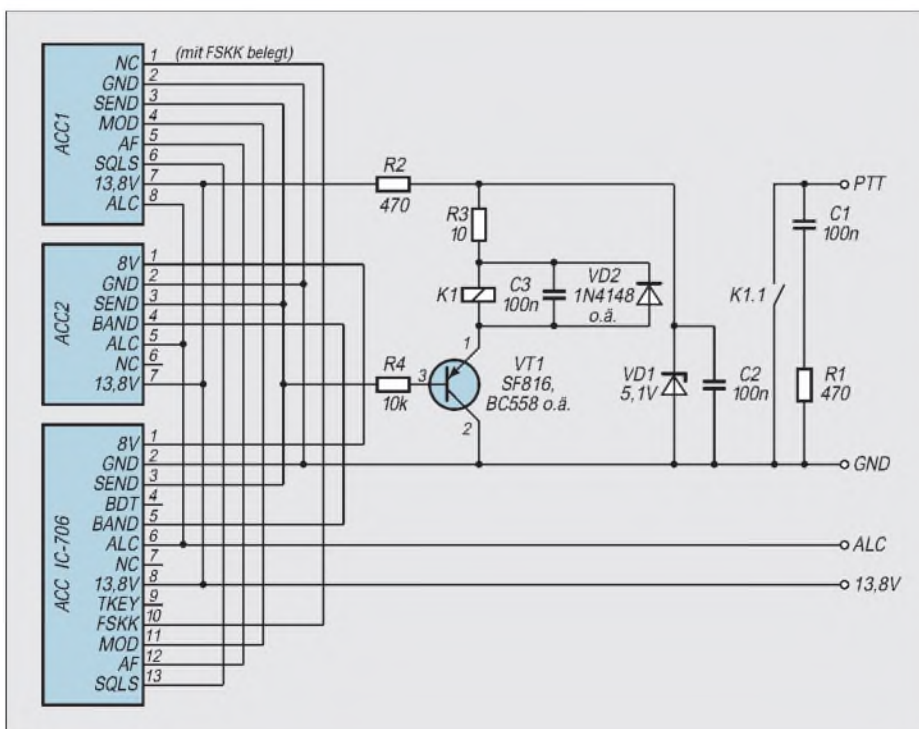 ACC1
NC 1 (mit FSKK belegt)
GND 2
SEND 3
MOD 4
AF 5
SQLS 6
13,8V 7
ALC 8
ACC2
8V 1
GND 2
SEND 3
BAND 4
ALC 5
NC 6
13,8V 7
ACC IC-706
8V 1
GND 2
SEND 3
BDT 4
BAND 5
ALC 6
NC 7
13,8V 8
TKEY 9
FSKK 10
MOD 11
AF 12
SQLS 13
R2
470
R3
10
K1
C3
100n
VD2
1N4148
o.ä.
R4
10k
1
3
2
VT1
SF816,
BC558 o.ä.
VD1
5,1V
C2
100n
K1.1
C1
100n
R1
470
PTT
GND
ALC
13,8V